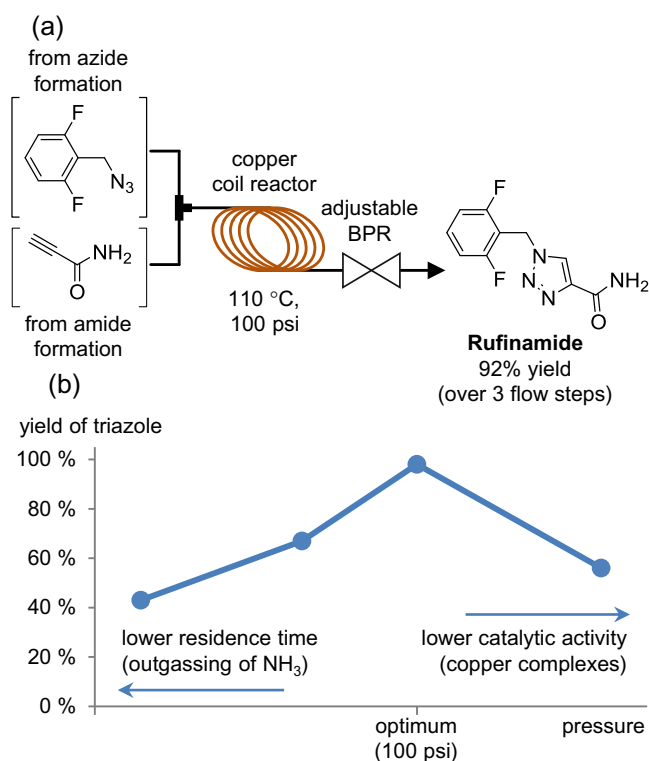 (a)
from azide
formation
F
N₃
F
NH₂
O
from amide
formation
copper
coil reactor
110 °C,
100 psi
adjustable
BPR
F
F
N
N
N
NH₂
O
Rufinamide
92% yield
(over 3 flow steps)
(b)
yield of triazole
100 %
80 %
60 %
40 %
20 %
0 %
lower residence time
(outgassing of NH₃)
lower catalytic activity
(copper complexes)
optimum
(100 psi)
pressure